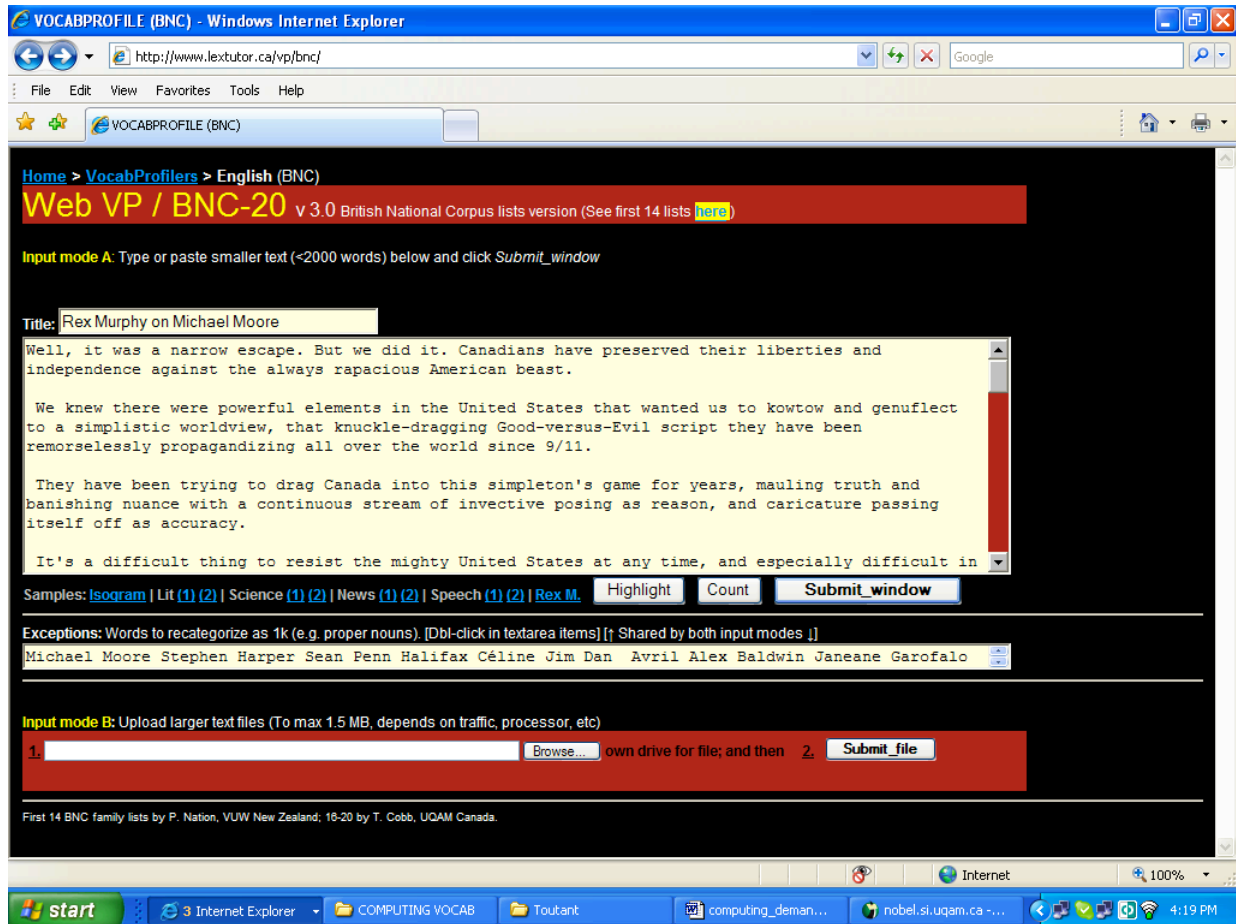 VOCABPROFILE (BNC) - Windows Internet Explorer
http://www.lextutor.ca/vp/bnc/
Google
File Edit View Favorites Tools Help
VOCABPROFILE (BNC)
Home > VocabProfilers > English (BNC)
Web VP / BNC-20 v 3.0 British National Corpus lists version (See first 14 lists here )
Input mode A: Type or paste smaller text (<2000 words) below and click Submit_window
Title: Rex Murphy on Michael Moore
Well, it was a narrow escape. But we did it. Canadians have preserved their liberties and
independence against the always rapacious American beast.
We knew there were powerful elements in the United States that wanted us to kowtow and genuflect
to a simplistic worldview, that knuckle-dragging Good-versus-Evil script they have been
remorselessly propagandizing all over the world since 9/11.
They have been trying to drag Canada into this simpleton's game for years, mauling truth and
banishing nuance with a continuous stream of invective posing as reason, and caricature passing
itself off as accuracy.
It's a difficult thing to resist the mighty United States at any time, and especially difficult in
Samples: Isogram | Lit (1) (2) | Science (1) (2) | News (1) (2) | Speech (1) (2) | Rex M. Highlight Count Submit_window
Exceptions: Words to recategorize as 1k (e.g. proper nouns). [Dbl-click in textarea items] [↑ Shared by both input modes ↓]
Michael Moore Stephen Harper Sean Penn Halifax Céline Jim Dan Avril Alex Baldwin Janeane Garofalo
Input mode B: Upload larger text files (To max 1.5 MB, depends on traffic, processor, etc)
1. Browse... own drive for file; and then 2. Submit_file
First 14 BNC family lists by P. Nation, VUW New Zealand; 16-20 by T. Cobb, UQAM Canada.
Internet 100%
start 3 Internet Explorer COMPUTING VOCAB Toutant computing_deman... nobel.si.uqam.ca -... 4:19 PM